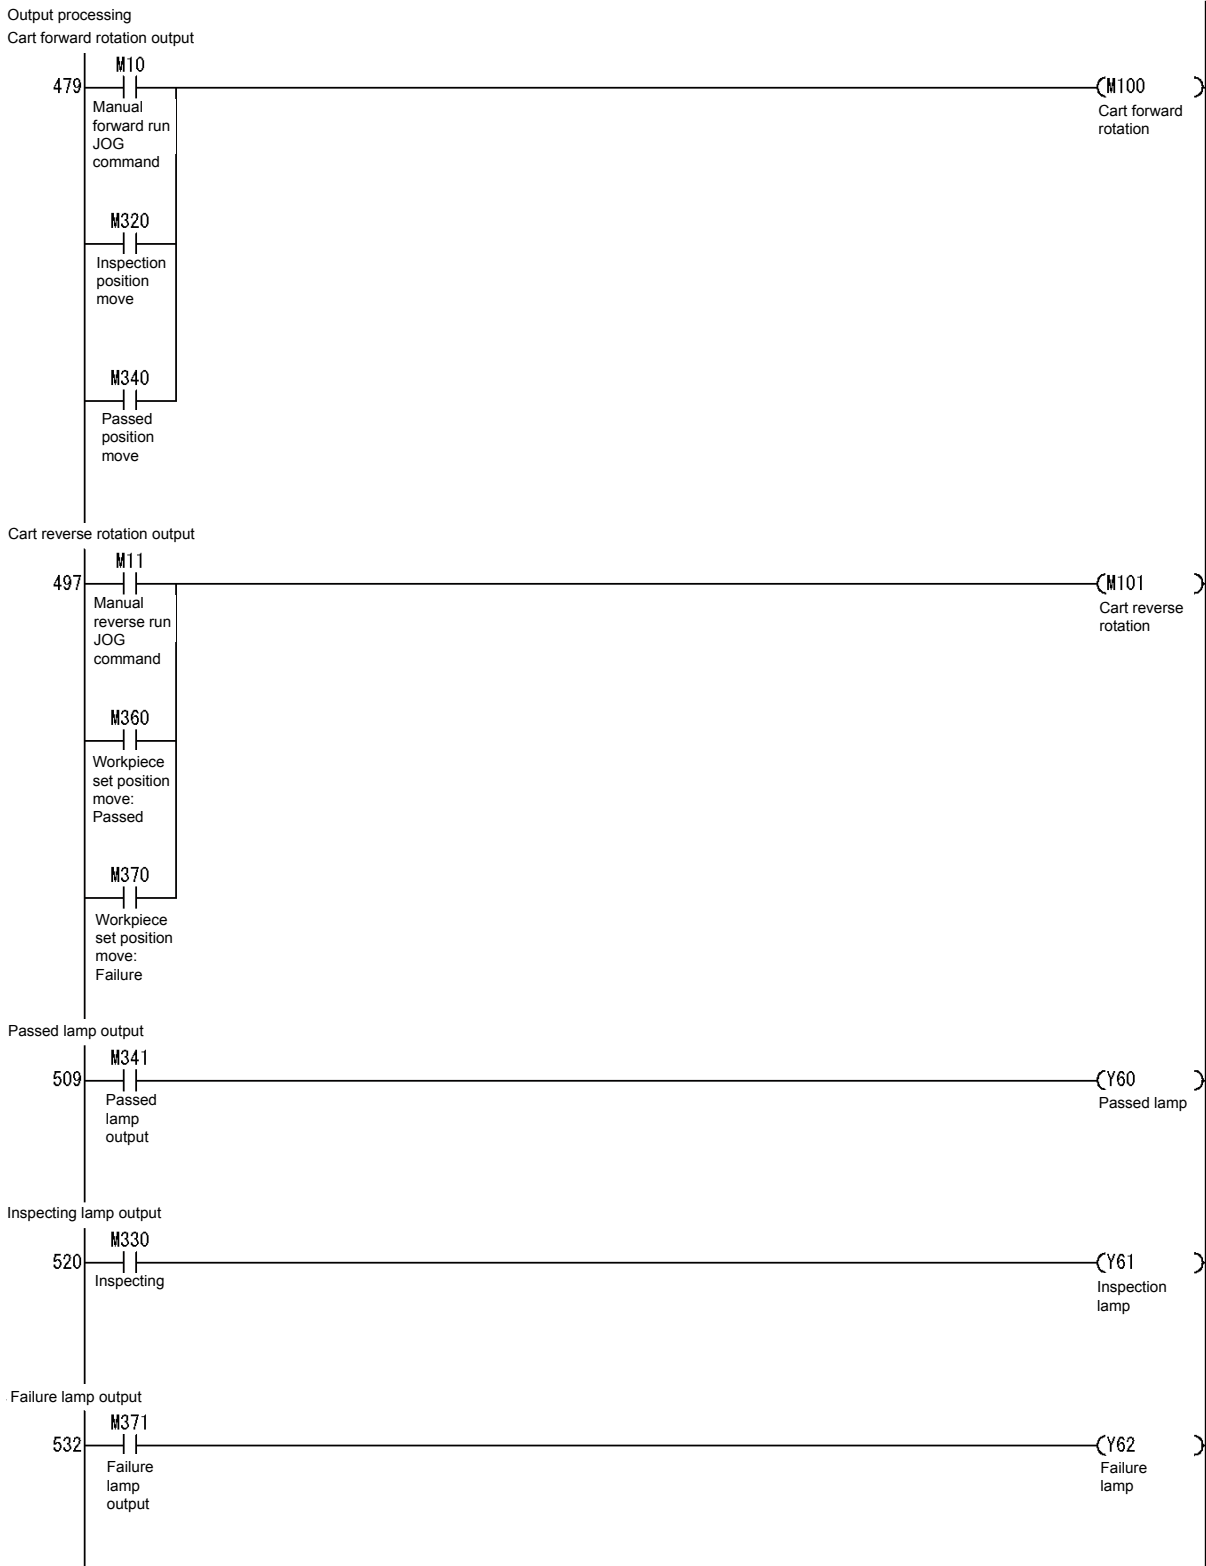 Output processing
Cart forward rotation output
M10
479
(M100 )
Manual
forward run
JOG
command
Cart forward
rotation
M320
Inspection
position
move
M340
Passed
position
move
Cart reverse rotation output
M11
497
(M101 )
Manual
reverse run
JOG
command
Cart reverse
rotation
M360
Workpiece
set position
move:
Passed
M370
Workpiece
set position
move:
Failure
Passed lamp output
M341
509
(Y60 )
Passed
lamp
output
Passed lamp
Inspecting lamp output
M330
520
(Y61 )
Inspecting
Inspection
lamp
Failure lamp output
M371
532
(Y62 )
Failure
lamp
output
Failure
lamp